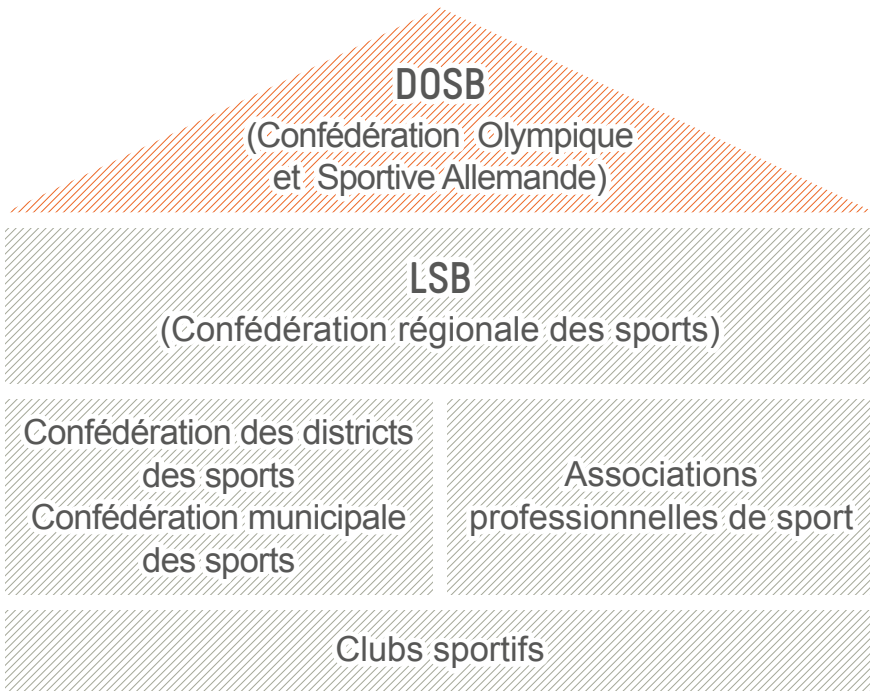 DOSB
(Confédération Olympique
et Sportive Allemande)
LSB
(Confédération régionale des sports)
Confédération des districts
des sports
Confédération municipale
des sports
Associations
professionnelles de sport
Clubs sportifs